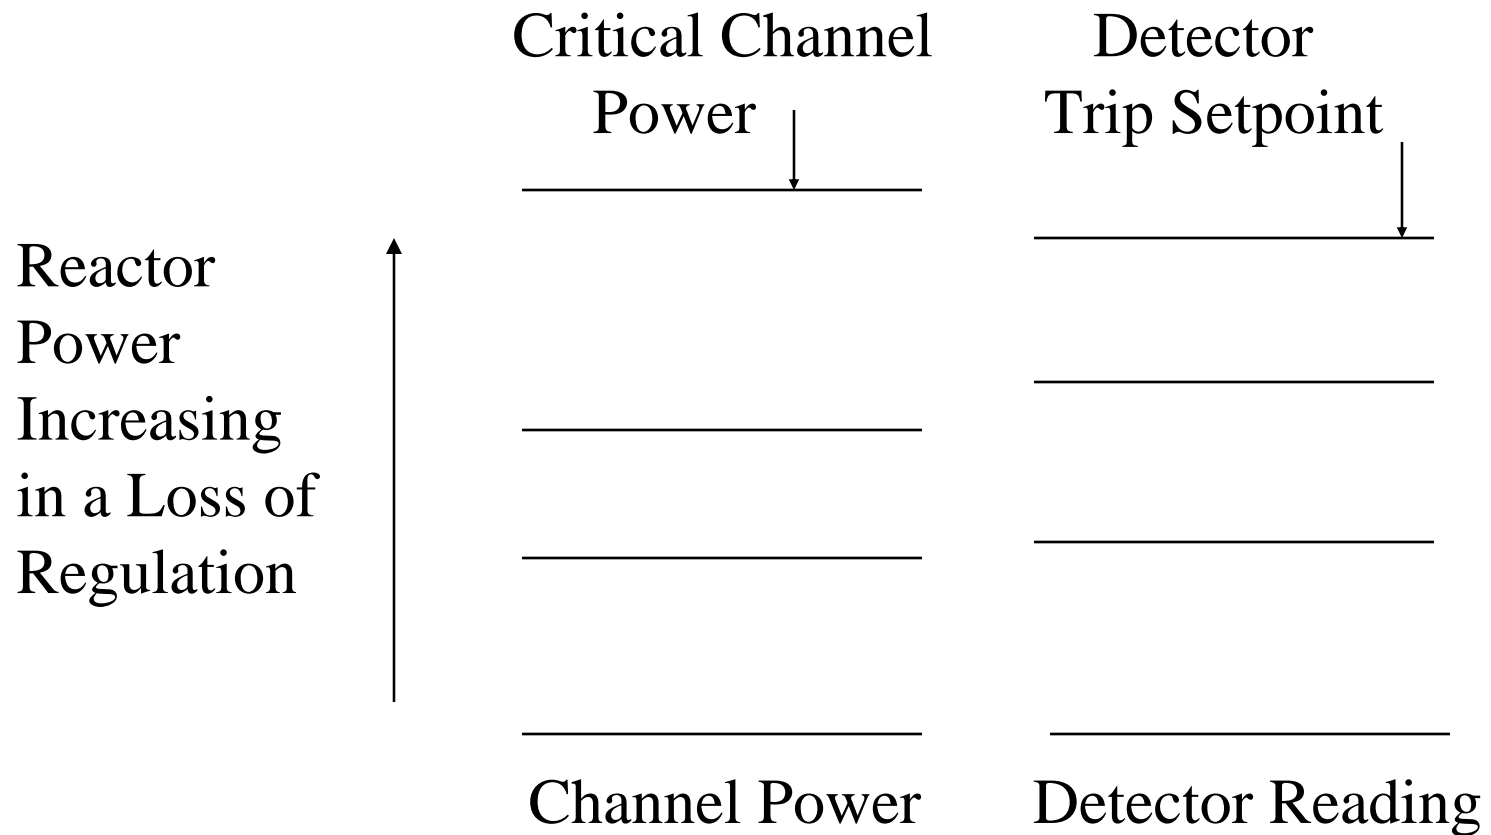 Critical Channel
Power
Detector
Trip Setpoint
Reactor
Power
Increasing
in a Loss of
Regulation
Channel Power
Detector Reading